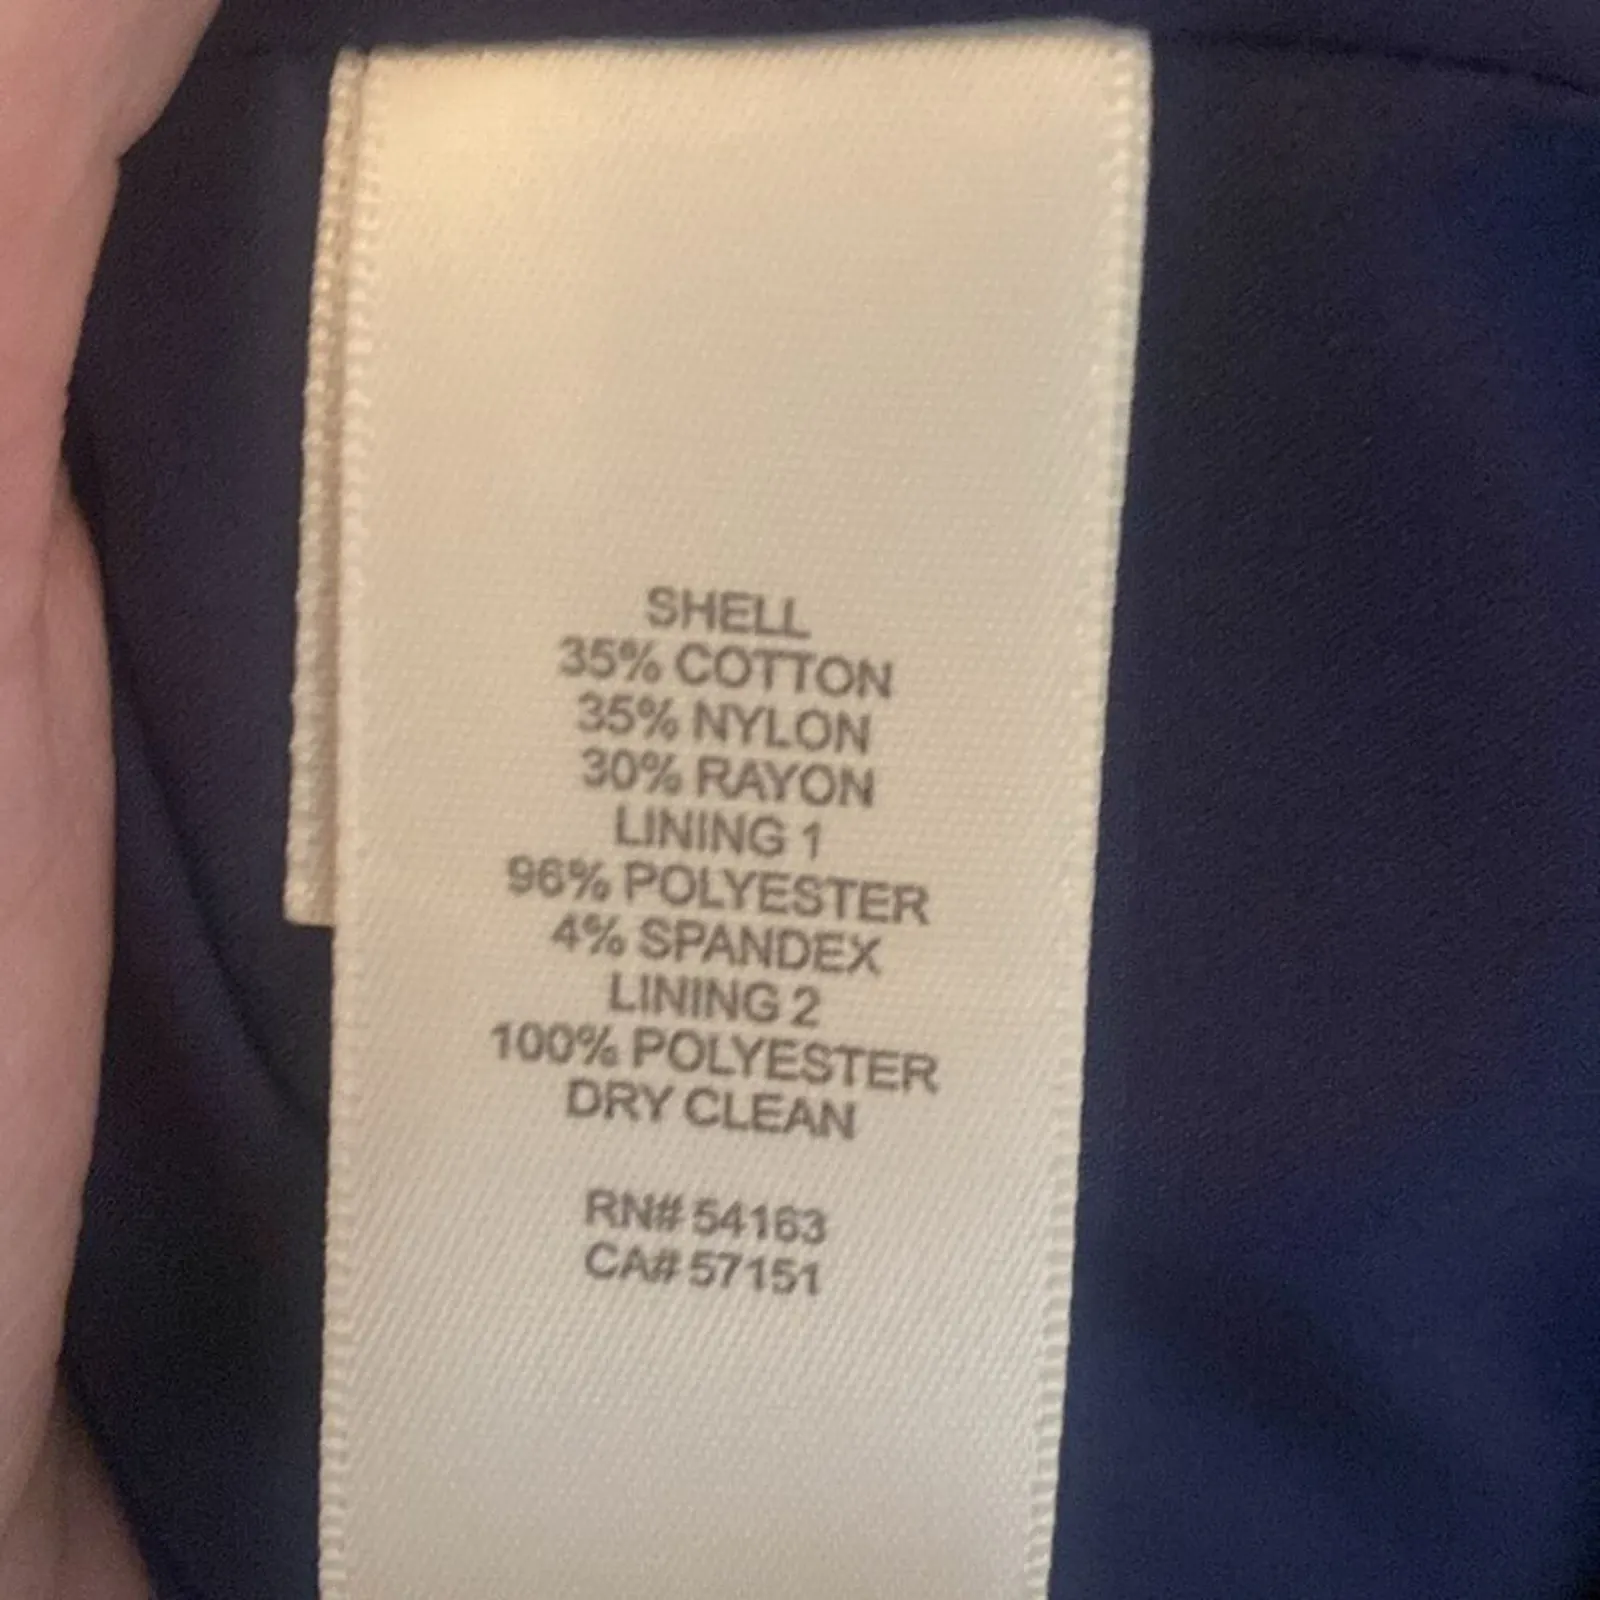 SHELL
35% COTTON
35% NYLON
30% RAYON
LINING 1
96% POLYESTER
4% SPANDEX
LINING 2
100% POLYESTER
DRY CLEAN
RN# 54163
CA# 57151